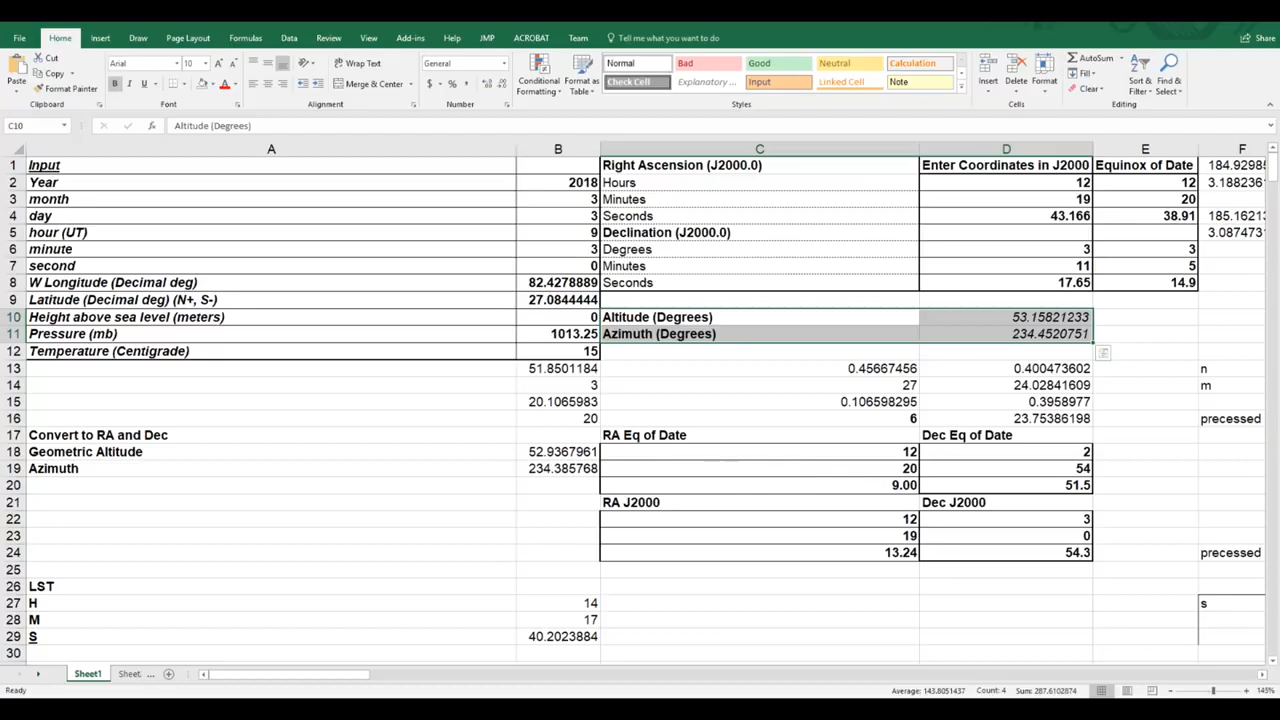 File Home Insert Draw Page Layout Formulas Data Review View Add-ins Help JMP ACROBAT Team Tell me what you want to do Share
Cut Arial 10 Wrap Text General Normal Bad Good Neutral Calculation AutoSum
Copy Fill
Paste Format Painter Merge & Center Conditional Formatting Format as Table Check Cell Explanatory ... Input Linked Cell Note Insert Delete Format Clear Sort & Filter Find & Select
Clipboard Font Alignment Number Styles Cells Editing
C10 fx Altitude (Degrees)
A B C D E F
1 Input Right Ascension (J2000.0) Enter Coordinates in J2000 Equinox of Date 184.92985
2 Year 2018 Hours 12 12 3.1882361
3 month 3 Minutes 19 20
4 day 3 Seconds 43.166 38.91 185.16213
5 hour (UT) 9 Declination (J2000.0) 3.0874731
6 minute 3 Degrees 3 3
7 second 0 Minutes 11 5
8 W Longitude (Decimal deg) 82.4278889 Seconds 17.65 14.9
9 Latitude (Decimal deg) (N+, S-) 27.0844444
10 Height above sea level (meters) 0 Altitude (Degrees) 53.15821233
11 Pressure (mb) 1013.25 Azimuth (Degrees) 234.4520751
12 Temperature (Centigrade) 15
13 51.8501184 0.45667456 0.400473602 n
14 3 27 24.02841609 m
15 20.1065983 0.106598295 0.3958977
16 20 6 23.75386198 precessed
17 Convert to RA and Dec RA Eq of Date Dec Eq of Date
18 Geometric Altitude 52.9367961 12 2
19 Azimuth 234.385768 20 54
20 9.00 51.5
21 RA J2000 Dec J2000
22 12 3
23 19 0
24 13.24 54.3 precessed
25
26 LST
27 H 14 s
28 M 17
29 S 40.2023884
30
Sheet1 Sheet ...
Ready Average: 143.8051437 Count: 4 Sum: 287.6102874 145%